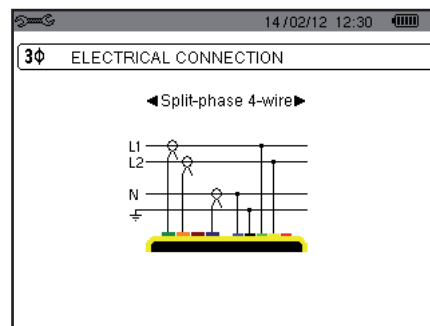 14/02/12 12:30
3Φ ELECTRICAL CONNECTION
◄Split-phase 4-wire►
L1
L2
N